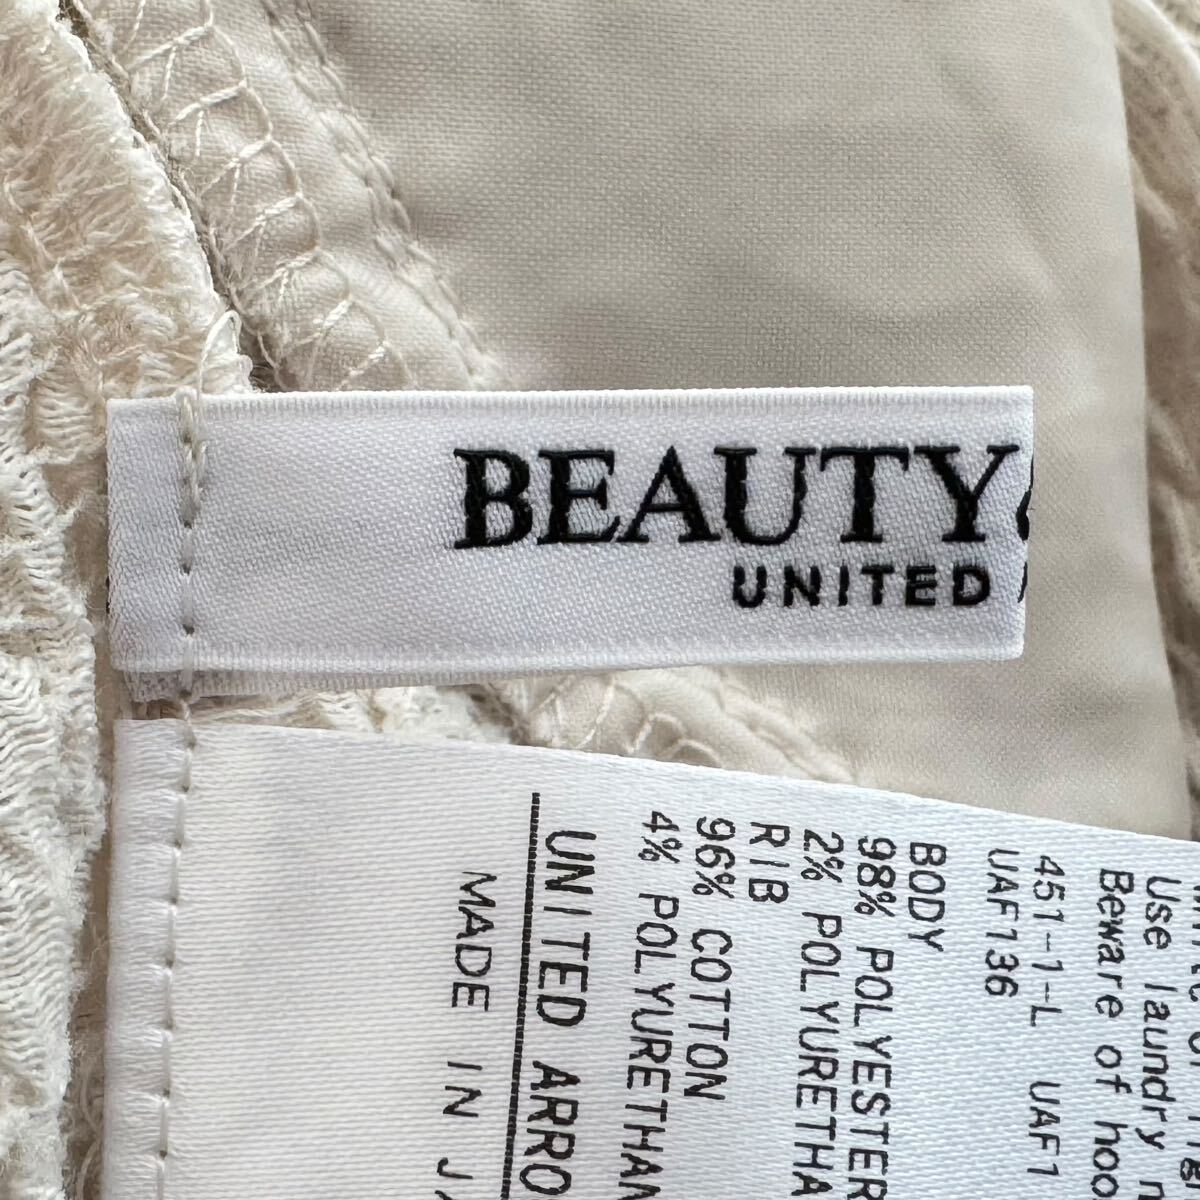 BEAUTY
UNITED
Use laundry
Beware of hoo
451-1-L UAF1
UAF136
BODY
98% POLYESTER
2% POLYURETHA
RIB
96% COTTON
4% POLYURETHAN
UNITED ARRO
MADE IN JA